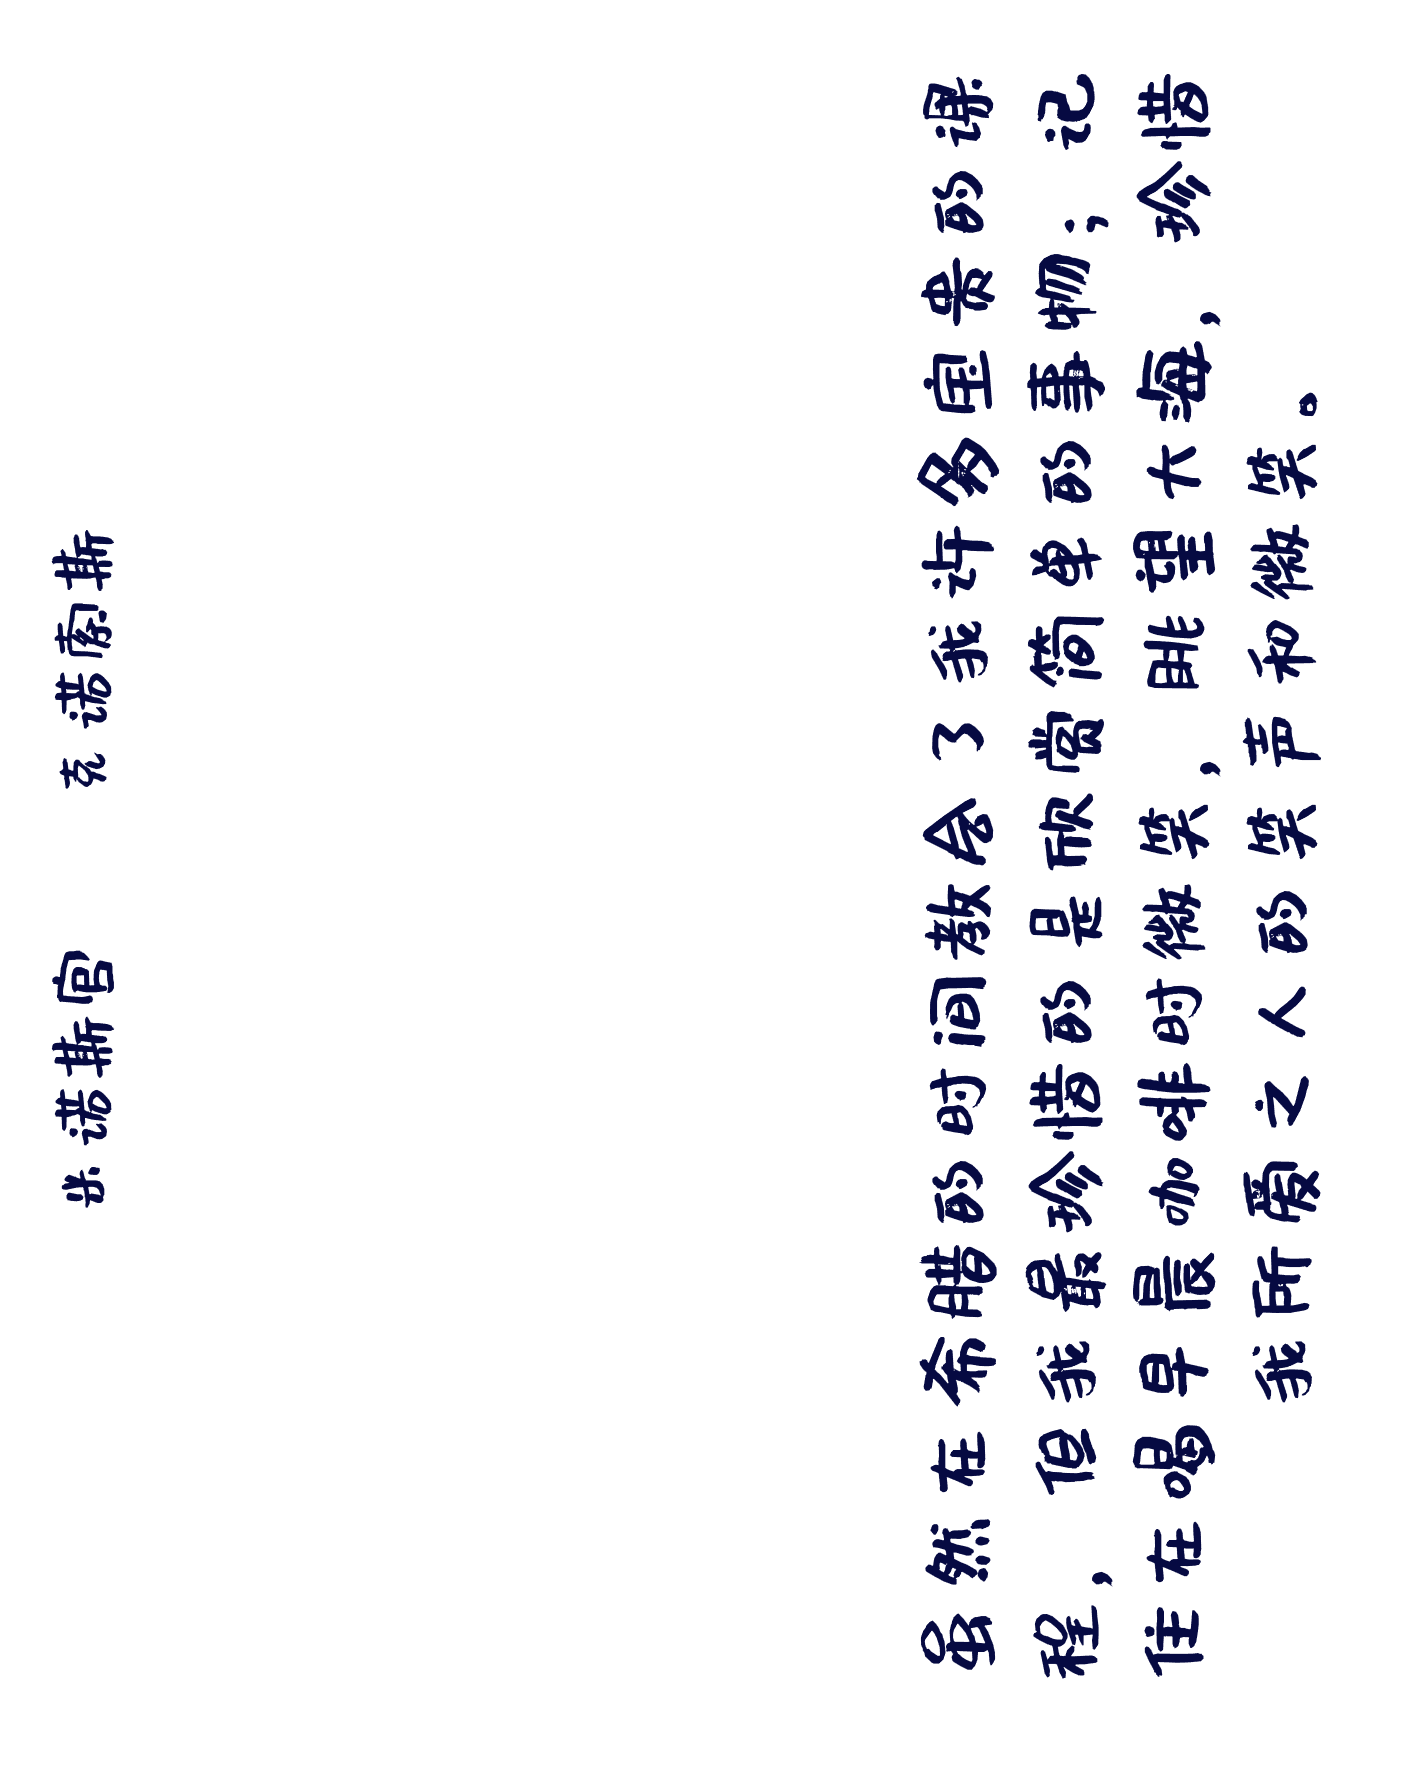 米诺斯宫 克诺索斯
虽然在希腊的时间教会了我许多宝贵的课
程，但我最珍惜的是欣赏简单的事物；记
住在喝早晨咖啡时微笑，眺望大海，珍惜
我所爱之人的笑声和微笑。